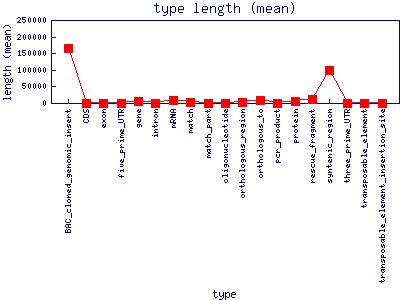 type length (mean)
length (mean)
250000
200000
150000
100000
50000
0
BAC_cloned_genomic_insert
CDS
exon
five_prime_UTR
gene
intron
mRNA
match
match_part
oligonucleotide
orthologous_region
orthologous_to
pcr_product
protein
rescue_fragment
syntenic_region
three_prime_UTR
transposable_element
transposable_element_insertion_site
type